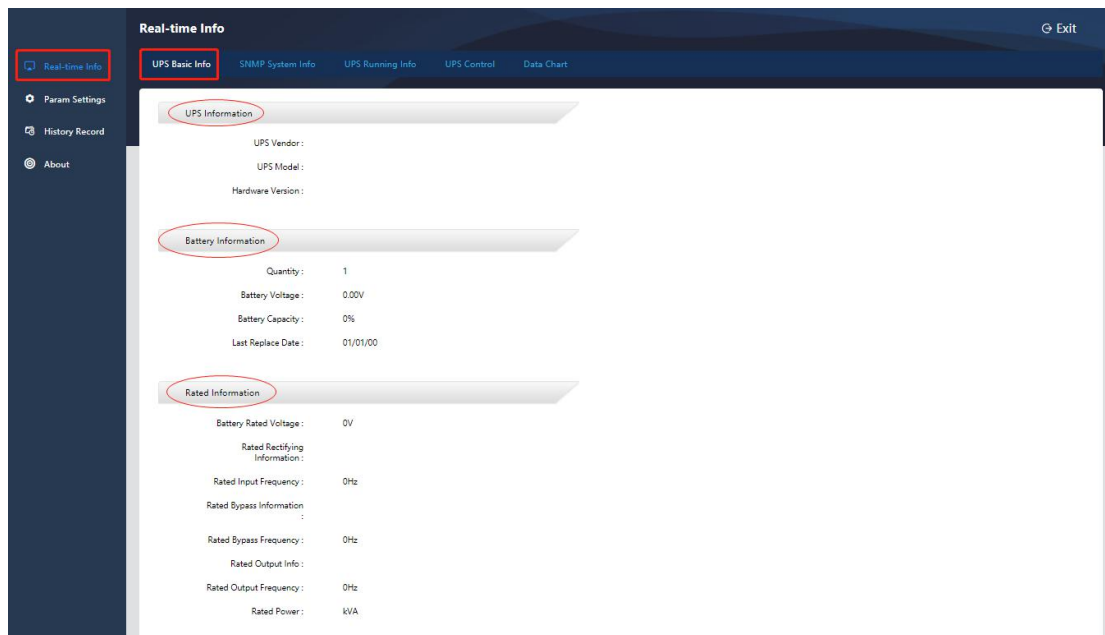 Real-time Info
Exit
Real-time Info
Param Settings
History Record
About
UPS Basic Info SNMP System Info UPS Running Info UPS Control Data Chart
UPS Information
UPS Vendor :
UPS Model :
Hardware Version :
Battery Information
Quantity : 1
Battery Voltage : 0.00V
Battery Capacity : 0%
Last Replace Date : 01/01/00
Rated Information
Battery Rated Voltage : 0V
Rated Rectifying
Information :
Rated Input Frequency : 0Hz
Rated Bypass Information
:
Rated Bypass Frequency : 0Hz
Rated Output Info :
Rated Output Frequency : 0Hz
Rated Power : kVA